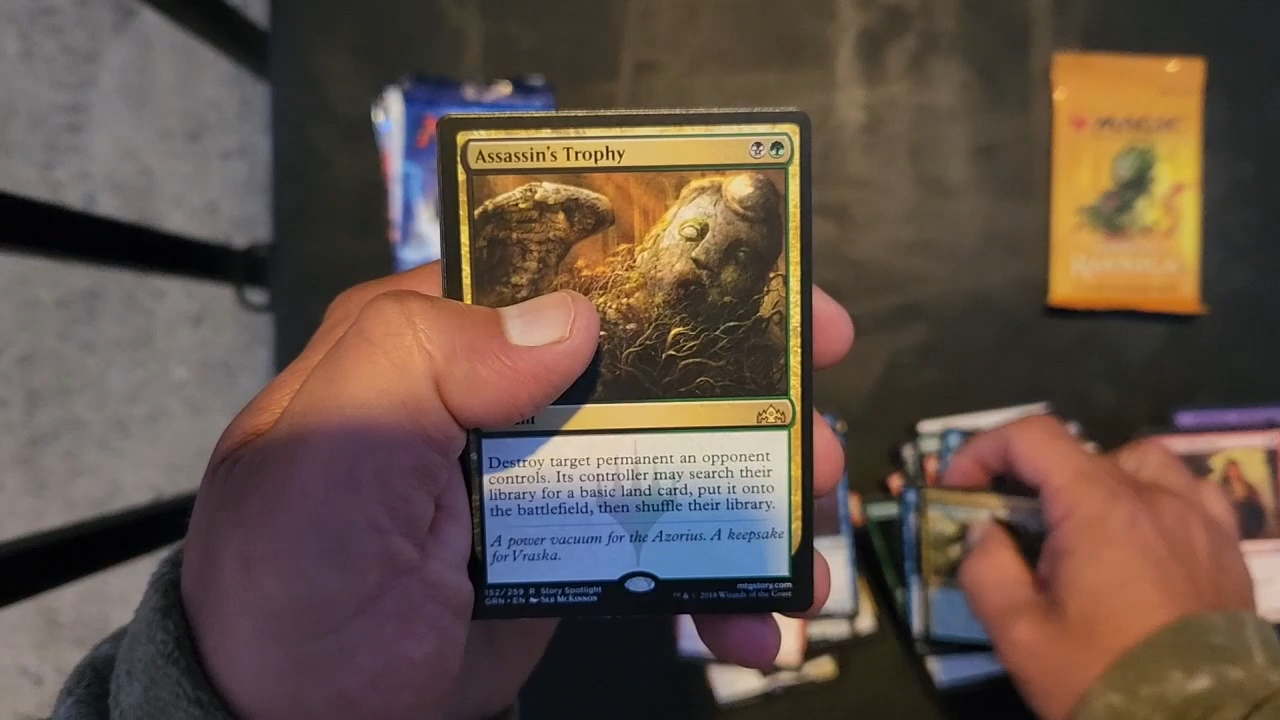 Assassin's Trophy
MAGIC
Destroy target permanent an opponent
controls. Its controller may search their
library for a basic land card, put it onto
the battlefield, then shuffle their library.
A power vacuum for the Azorius. A keepsake
for Vraska.
152/259 R Story Spotlight
GRN • EN Seb McKinnon
mtgstory.com
™ & © 2018 Wizards of the Coast